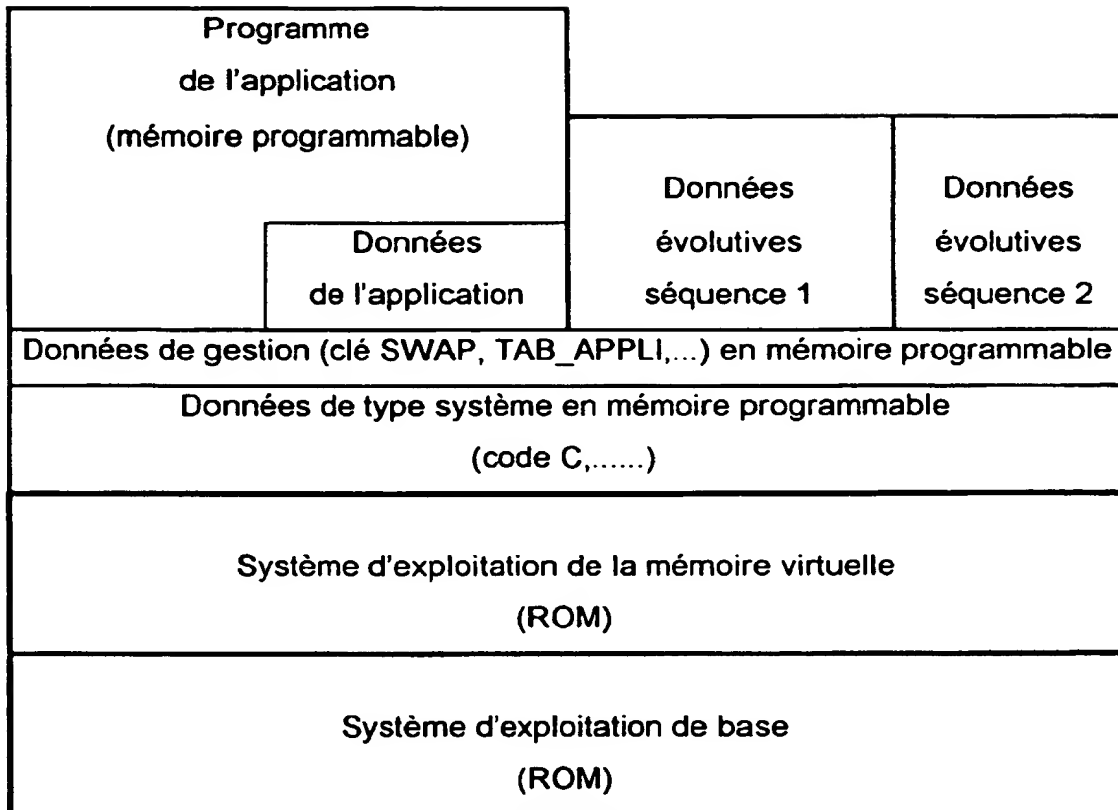 Programme
de l'application
(mémoire programmable)
Données
de l'application
Données
évolutives
séquence 1
Données
évolutives
séquence 2
Données de gestion (clé SWAP, TAB_APPLI,...) en mémoire programmable
Données de type système en mémoire programmable
(code C,......)
Système d'exploitation de la mémoire virtuelle
(ROM)
Système d'exploitation de base
(ROM)